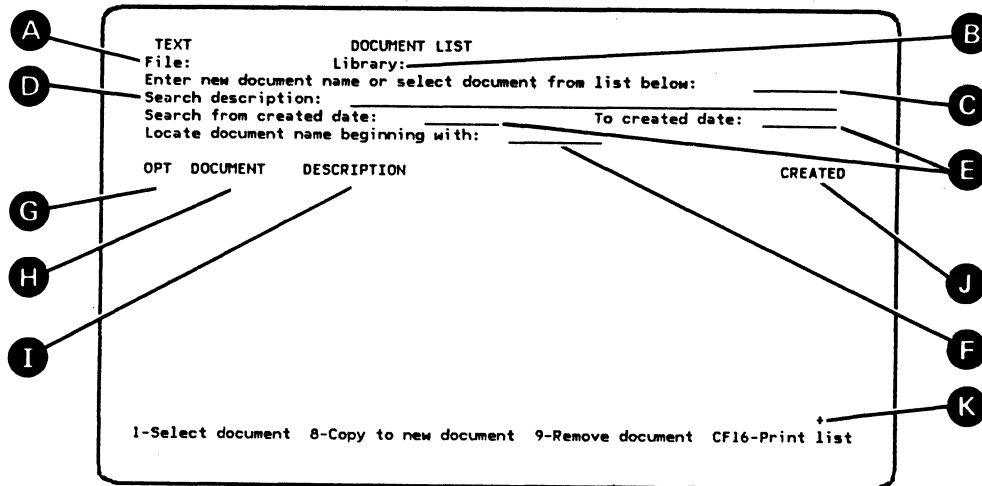 A
B
TEXT DOCUMENT LIST
File: Library:
Enter new document name or select document from list below:
D
C
Search description:
Search from created date: To created date:
Locate document name beginning with:
E
OPT DOCUMENT DESCRIPTION CREATED
G
H
J
I
F
K
+
1-Select document 8-Copy to new document 9-Remove document CF16-Print list